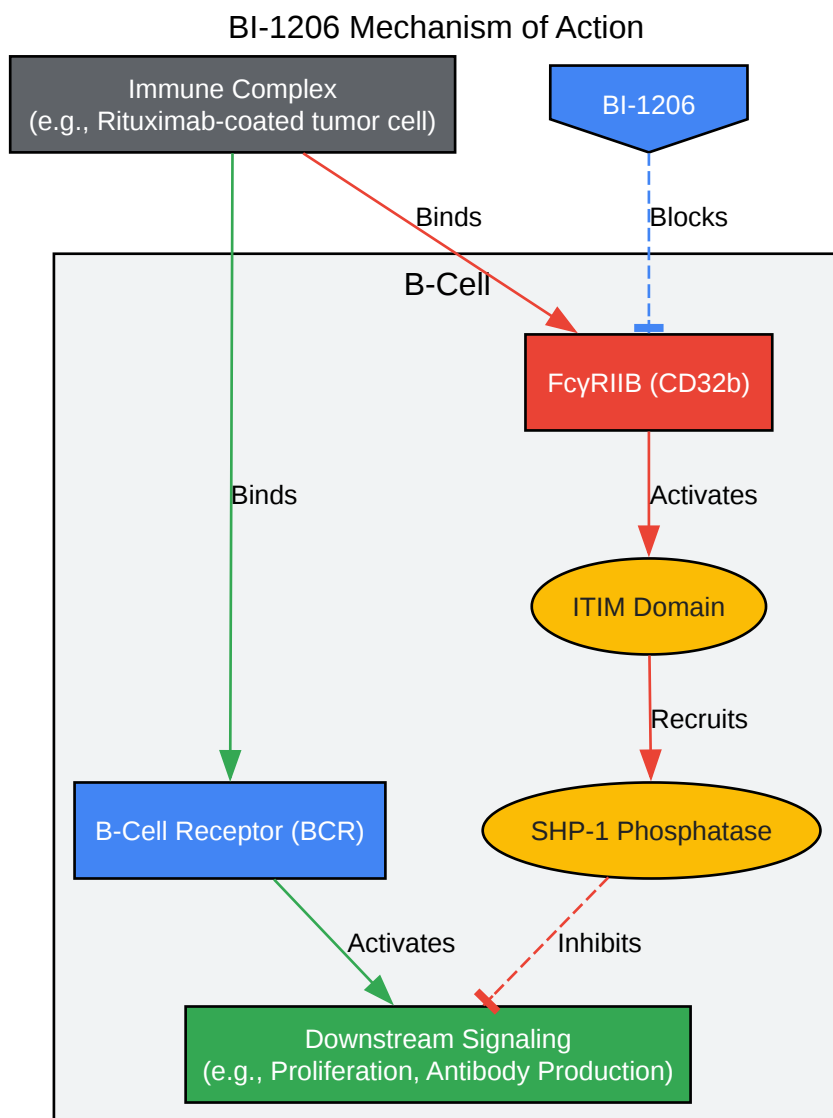 BI-1206 Mechanism of Action
Immune Complex
(e.g., Rituximab-coated tumor cell)
BI-1206
Binds
Blocks
B-Cell
FcγRIIB (CD32b)
Binds
Activates
ITIM Domain
Recruits
B-Cell Receptor (BCR)
SHP-1 Phosphatase
Activates
Inhibits
Downstream Signaling
(e.g., Proliferation, Antibody Production)